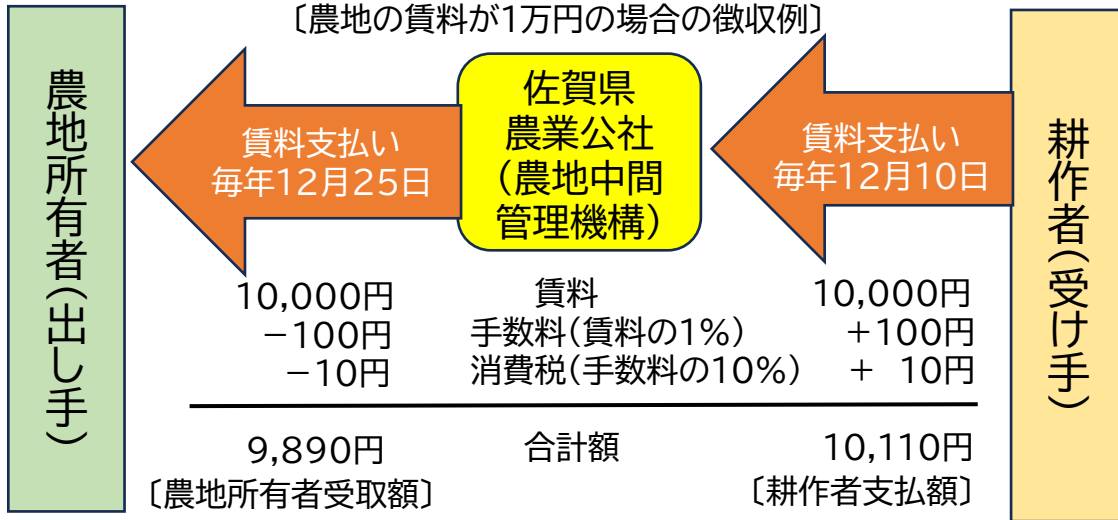 〔農地の賃料が1万円の場合の徴収例〕
農地所有者(出し手)
賃料支払い
毎年12月25日
佐賀県
農業公社
(農地中間
管理機構)
賃料支払い
毎年12月10日
耕作者(受け手)
10,000円 賃料 10,000円
−100円 手数料(賃料の1%) +100円
−10円 消費税(手数料の10%) + 10円
9,890円 合計額 10,110円
〔農地所有者受取額〕 〔耕作者支払額〕